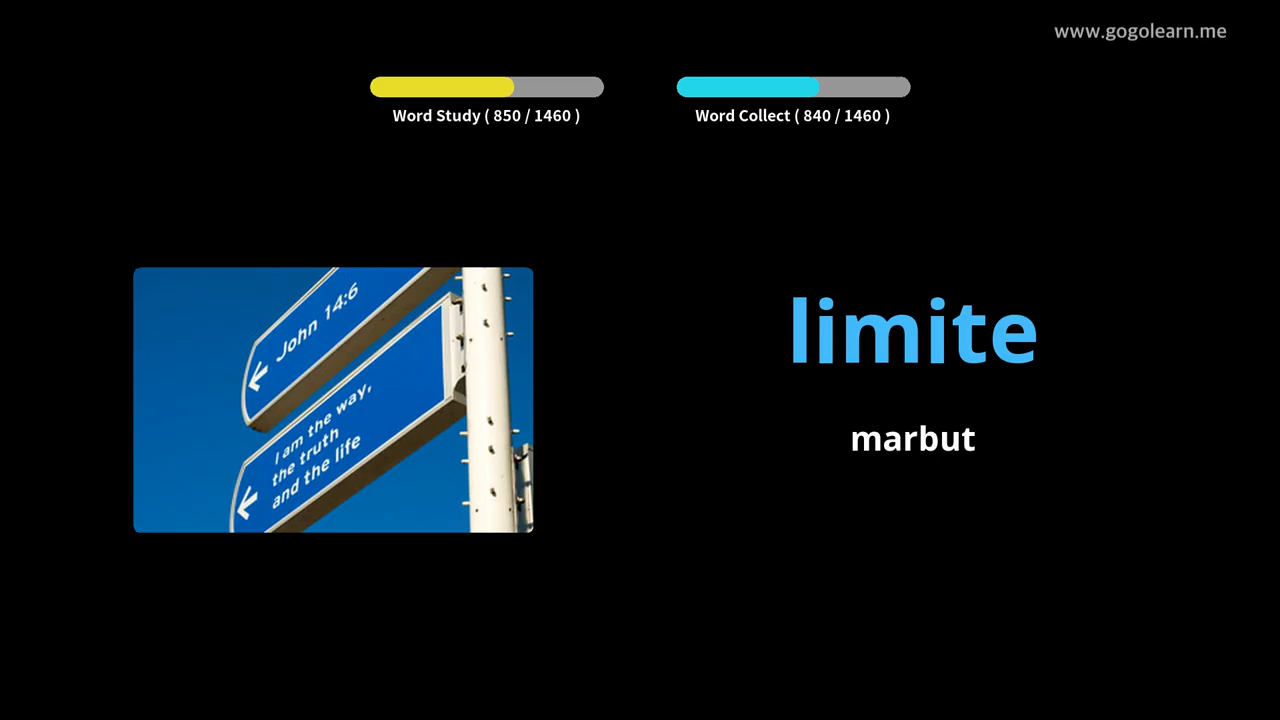 www.gogolearn.me
Word Study ( 850 / 1460 )
Word Collect ( 840 / 1460 )
John 14:6
I am the way,
the truth
and the life
limite
marbut